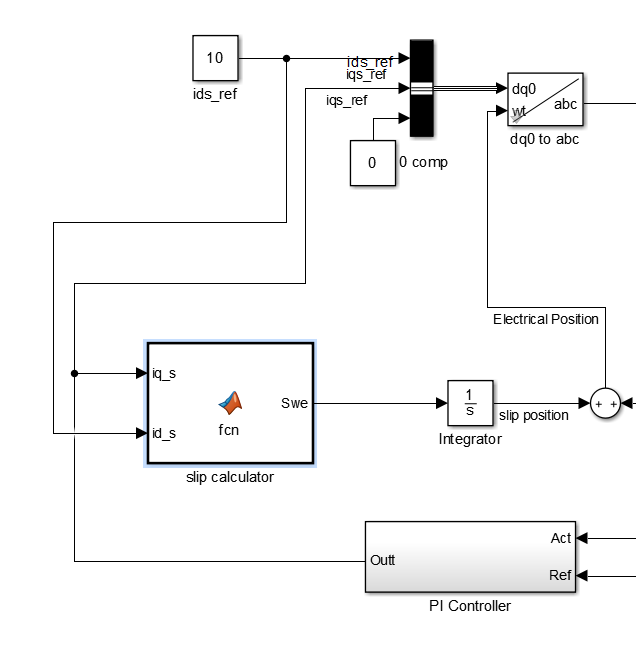 10
ids_ref
ids_ref
iqs_ref
iqs_ref
0
0 comp
dq0
wt
abc
dq0 to abc
Electrical Position
iq_s
id_s
fcn
Swe
slip calculator
1
s
Integrator
slip position
+ +
Outt
Act
Ref
PI Controller